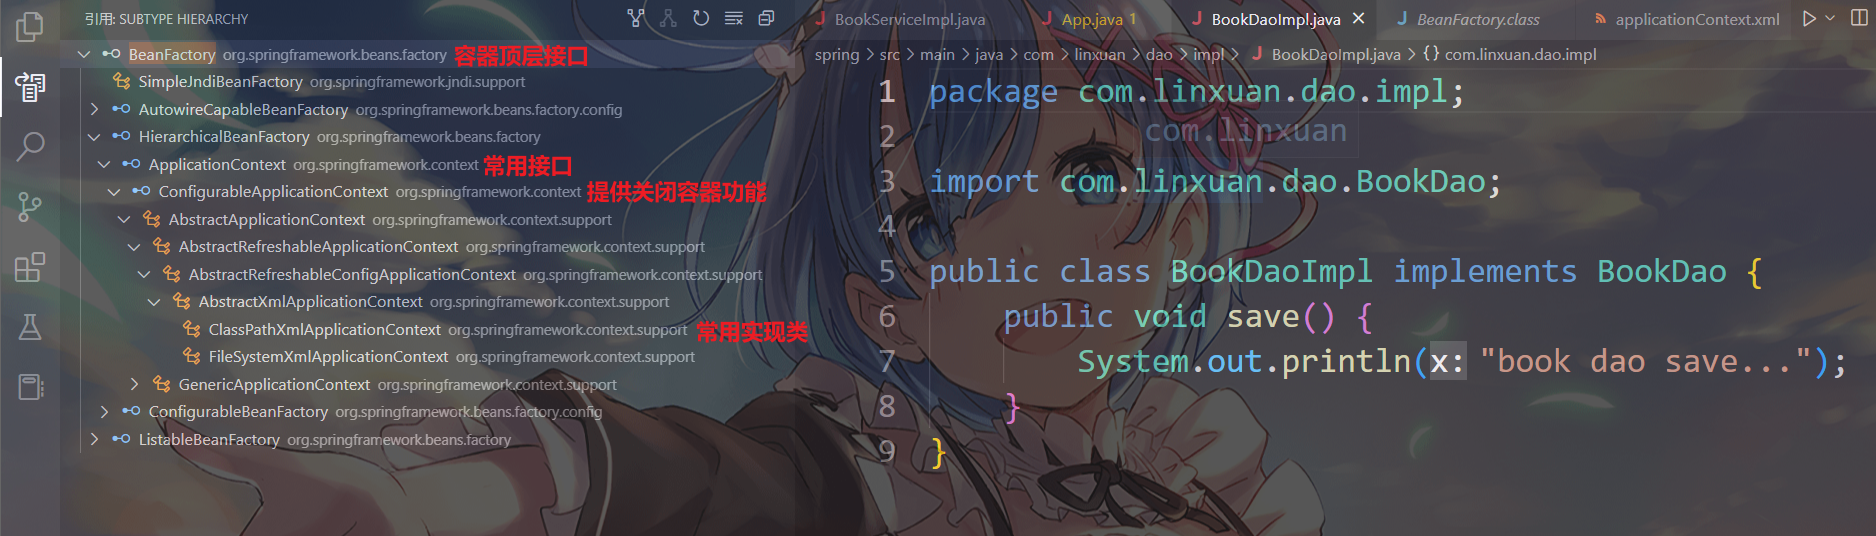 引用: SUBTYPE HIERARCHY
BeanFactory org.springframework.beans.factory 容器顶层接口
SimpleJndiBeanFactory org.springframework.jndi.support
AutowireCapableBeanFactory org.springframework.beans.factory.config
HierarchicalBeanFactory org.springframework.beans.factory
ApplicationContext org.springframework.context 常用接口
ConfigurableApplicationContext org.springframework.context 提供关闭容器功能
AbstractApplicationContext org.springframework.context.support
AbstractRefreshableApplicationContext org.springframework.context.support
AbstractRefreshableConfigApplicationContext org.springframework.context.support
AbstractXmlApplicationContext org.springframework.context.support
ClassPathXmlApplicationContext org.springframework.context.support 常用实现类
FileSystemXmlApplicationContext org.springframework.context.support
GenericApplicationContext org.springframework.context.support
ConfigurableBeanFactory org.springframework.beans.factory.config
ListableBeanFactory org.springframework.beans.factory
BookServiceImpl.java App.java 1 BookDaoImpl.java BeanFactory.class applicationContext.xml
spring > src > main > java > com > linxuan > dao > impl > BookDaoImpl.java > {} com.linxuan.dao.impl
1 package com.linxuan.dao.impl;
2 com.linxuan
3 import com.linxuan.dao.BookDao;
4
5 public class BookDaoImpl implements BookDao {
6 public void save() {
7 System.out.println(x: "book dao save...");
8 }
9 }